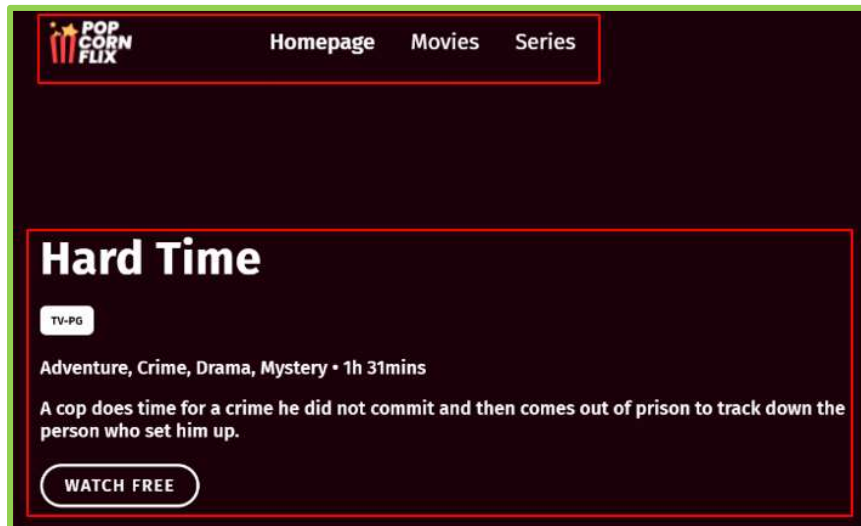 POP
CORN
FLIX
Homepage Movies Series
Hard Time
TV-PG
Adventure, Crime, Drama, Mystery • 1h 31mins
A cop does time for a crime he did not commit and then comes out of prison to track down the
person who set him up.
WATCH FREE